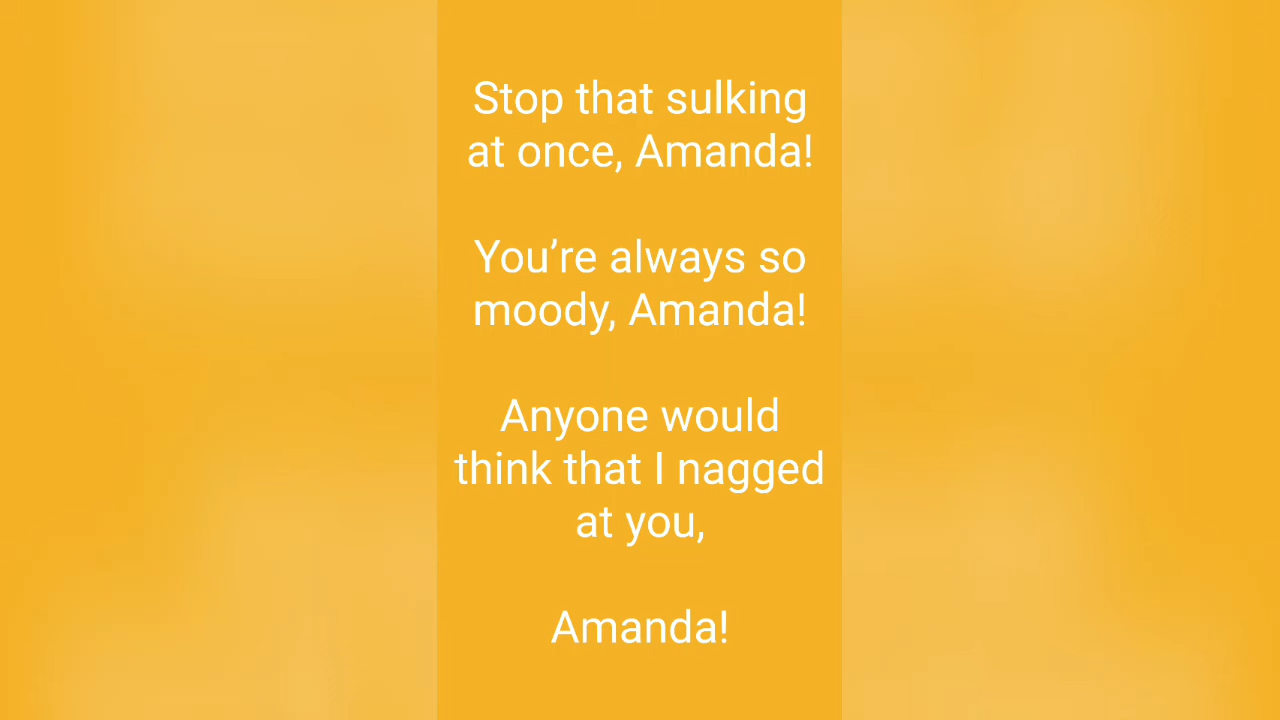 Stop that sulking
at once, Amanda!
You’re always so
moody, Amanda!
Anyone would
think that I nagged
at you,
Amanda!